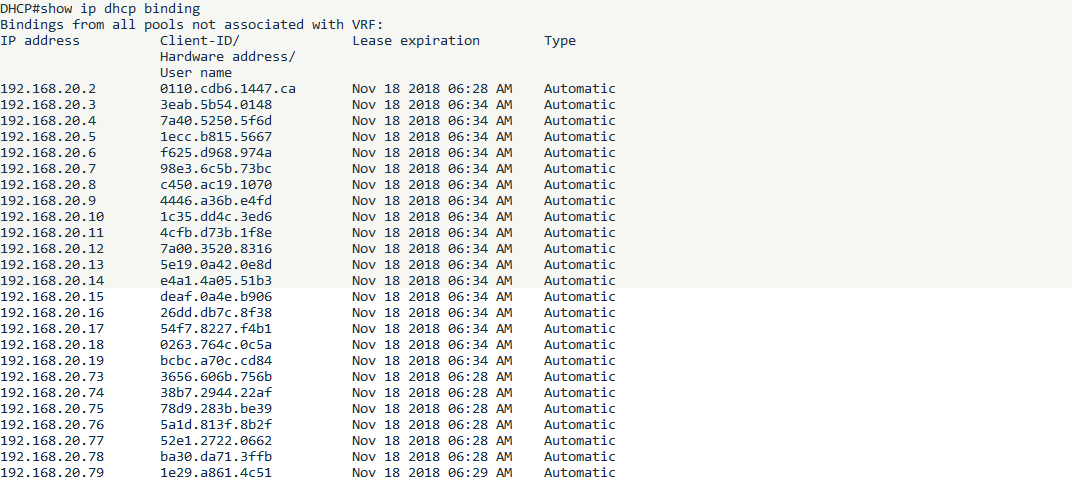 DHCP#show ip dhcp binding
Bindings from all pools not associated with VRF:
IP address Client-ID/ Lease expiration Type
Hardware address/
User name
192.168.20.2 0110.cdb6.1447.ca Nov 18 2018 06:28 AM Automatic
192.168.20.3 3eab.5b54.0148 Nov 18 2018 06:34 AM Automatic
192.168.20.4 7a40.5250.5f6d Nov 18 2018 06:34 AM Automatic
192.168.20.5 1ecc.b815.5667 Nov 18 2018 06:34 AM Automatic
192.168.20.6 f625.d968.974a Nov 18 2018 06:34 AM Automatic
192.168.20.7 98e3.6c5b.73bc Nov 18 2018 06:34 AM Automatic
192.168.20.8 c450.ac19.1070 Nov 18 2018 06:34 AM Automatic
192.168.20.9 4446.a36b.e4fd Nov 18 2018 06:34 AM Automatic
192.168.20.10 1c35.dd4c.3ed6 Nov 18 2018 06:34 AM Automatic
192.168.20.11 4cfb.d73b.1f8e Nov 18 2018 06:34 AM Automatic
192.168.20.12 7a00.3520.8316 Nov 18 2018 06:34 AM Automatic
192.168.20.13 5e19.0a42.0e8d Nov 18 2018 06:34 AM Automatic
192.168.20.14 e4a1.4a05.51b3 Nov 18 2018 06:34 AM Automatic
192.168.20.15 deaf.0a4e.b906 Nov 18 2018 06:34 AM Automatic
192.168.20.16 26dd.db7c.8f38 Nov 18 2018 06:34 AM Automatic
192.168.20.17 54f7.8227.f4b1 Nov 18 2018 06:34 AM Automatic
192.168.20.18 0263.764c.0c5a Nov 18 2018 06:34 AM Automatic
192.168.20.19 bcbc.a70c.cd84 Nov 18 2018 06:34 AM Automatic
192.168.20.73 3656.606b.756b Nov 18 2018 06:28 AM Automatic
192.168.20.74 38b7.2944.22af Nov 18 2018 06:28 AM Automatic
192.168.20.75 78d9.283b.be39 Nov 18 2018 06:28 AM Automatic
192.168.20.76 5a1d.813f.8b2f Nov 18 2018 06:28 AM Automatic
192.168.20.77 52e1.2722.0662 Nov 18 2018 06:28 AM Automatic
192.168.20.78 ba30.da71.3ffb Nov 18 2018 06:28 AM Automatic
192.168.20.79 1e29.a861.4c51 Nov 18 2018 06:29 AM Automatic